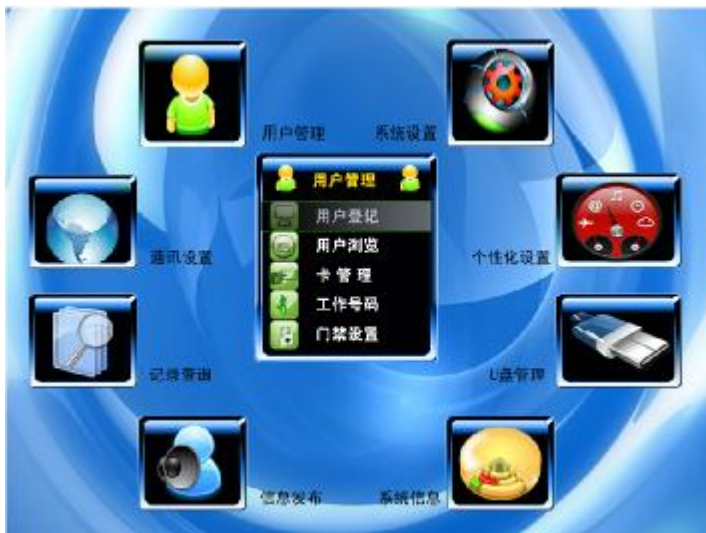 用户管理
系统设置
用户管理
用户登记
用户浏览
卡管理
工作号码
门禁设置
通讯设置
个性化设置
记录查询
U盘管理
信息发布
系统信息